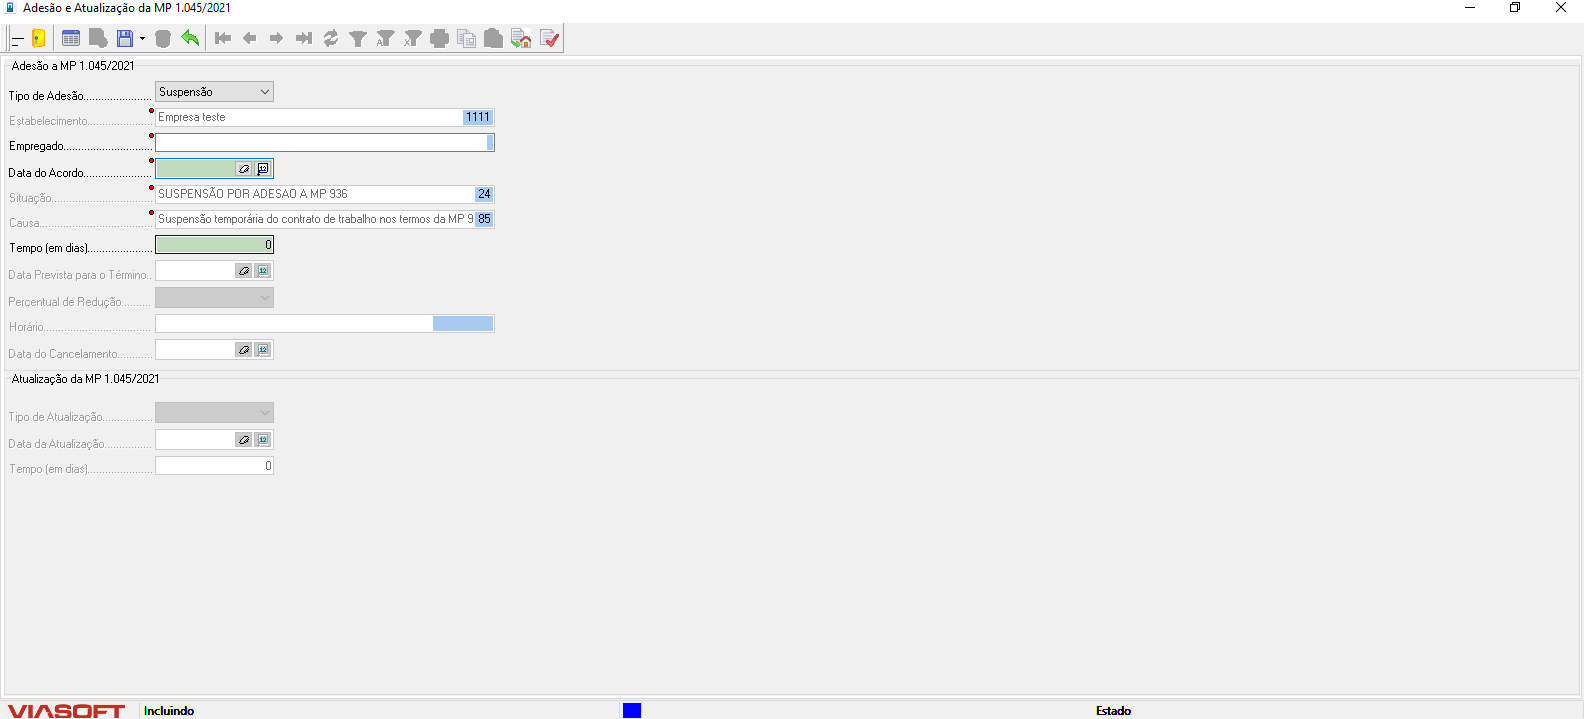 Adesão e Atualização da MP 1.045/2021
Adesão a MP 1.045/2021
Tipo de Adesão....................... Suspensão
Estabelecimento...................... Empresa teste 1111
Empregado.............................
Data do Acordo.......................
Situação.................................. SUSPENSÃO POR ADESAO A MP 936 24
Causa..................................... Suspensão temporária do contrato de trabalho nos termos da MP 9 85
Tempo (em dias)...................... 0
Data Prevista para o Término..
Percentual de Redução..........
Horário....................................
Data do Cancelamento............
Atualização da MP 1.045/2021
Tipo de Atualização.................
Data da Atualização................
Tempo (em dias)...................... 0
VIASOFT Incluindo Estado